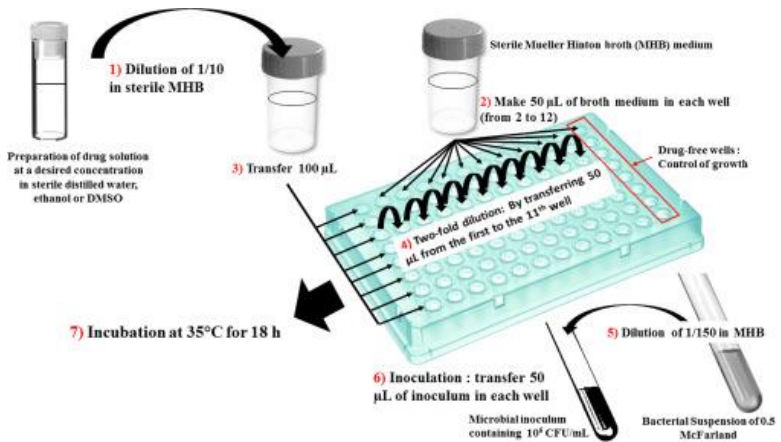 1) Dilution of 1/10
in sterile MHB
Sterile Mueller Hinton broth (MHB) medium
2) Make 50 µL of broth medium in each well
(from 2 to 12)
Preparation of drug solution
at a desired concentration
in sterile distilled water,
ethanol or DMSO
3) Transfer 100 µL
Drug-free wells :
Control of growth
4) Two-fold dilution: By transferring 50
µL from the first to the 11th well
7) Incubation at 35°C for 18 h
5) Dilution of 1/150 in MHB
6) Inoculation : transfer 50
µL of inoculum in each well
Microbial inoculum
containing 10⁶ CFU/mL
Bacterial Suspension of 0.5
McFarland